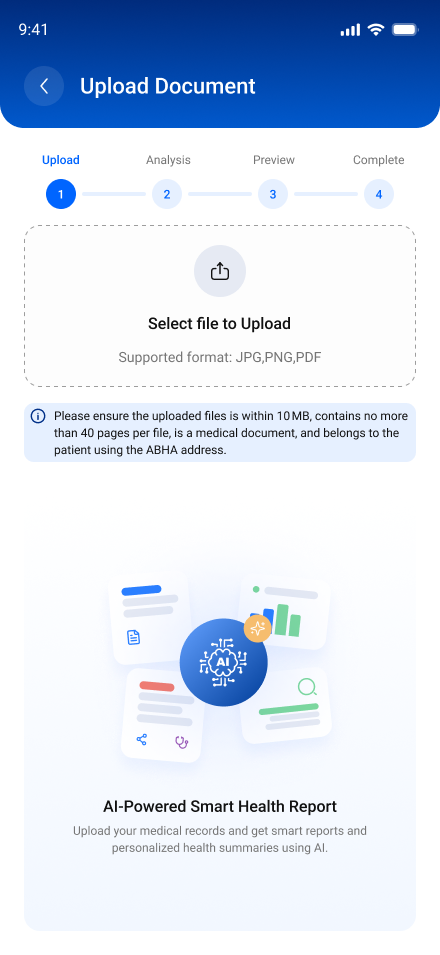 9:41
Upload Document
Upload Analysis Preview Complete
1 2 3 4
Select file to Upload
Supported format: JPG,PNG,PDF
Please ensure the uploaded files is within 10 MB, contains no more
than 40 pages per file, is a medical document, and belongs to the
patient using the ABHA address.
AI
AI-Powered Smart Health Report
Upload your medical records and get smart reports and
personalized health summaries using AI.